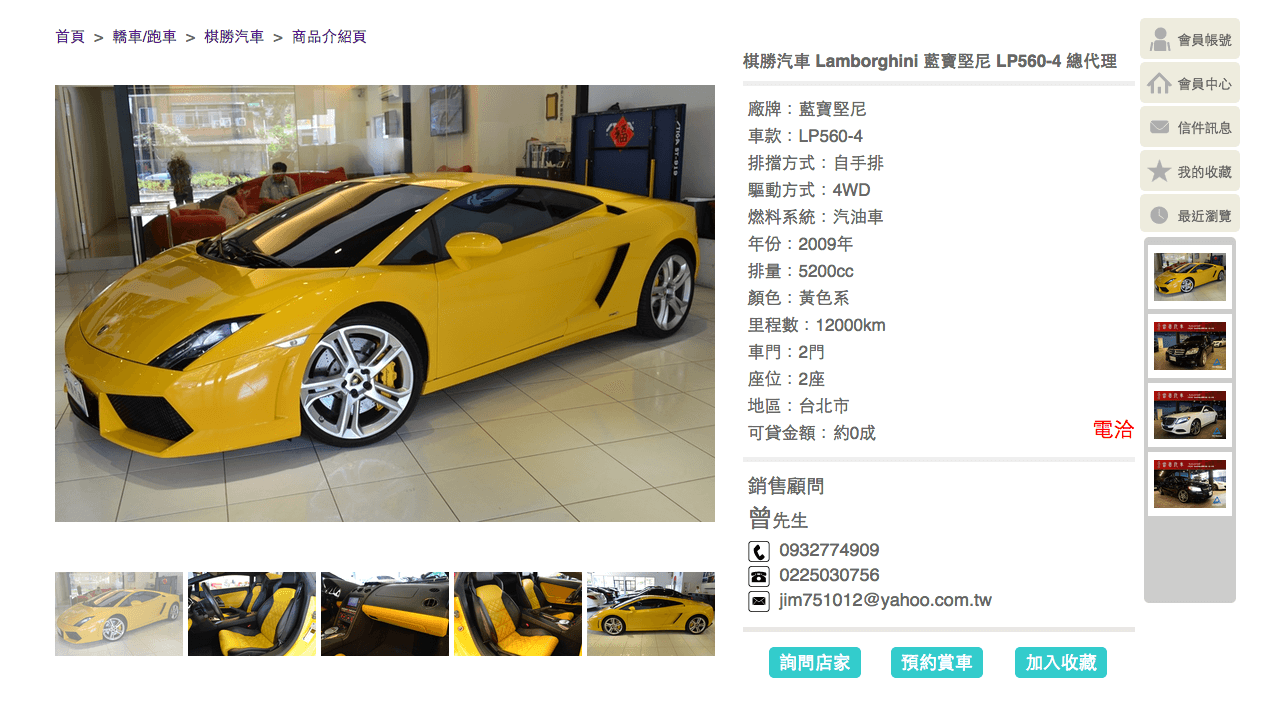 首頁 > 轎車/跑車 > 棋勝汽車 > 商品介紹頁
棋勝汽車 Lamborghini 藍寶堅尼 LP560-4 總代理
廠牌：藍寶堅尼
車款：LP560-4
排擋方式：自手排
驅動方式：4WD
燃料系統：汽油車
年份：2009年
排量：5200cc
顏色：黃色系
里程數：12000km
車門：2門
座位：2座
地區：台北市
可貸金額：約0成
電洽
銷售顧問
曾先生
0932774909
0225030756
jim751012@yahoo.com.tw
詢問店家
預約賞車
加入收藏
會員帳號
會員中心
信件訊息
我的收藏
最近瀏覽
福